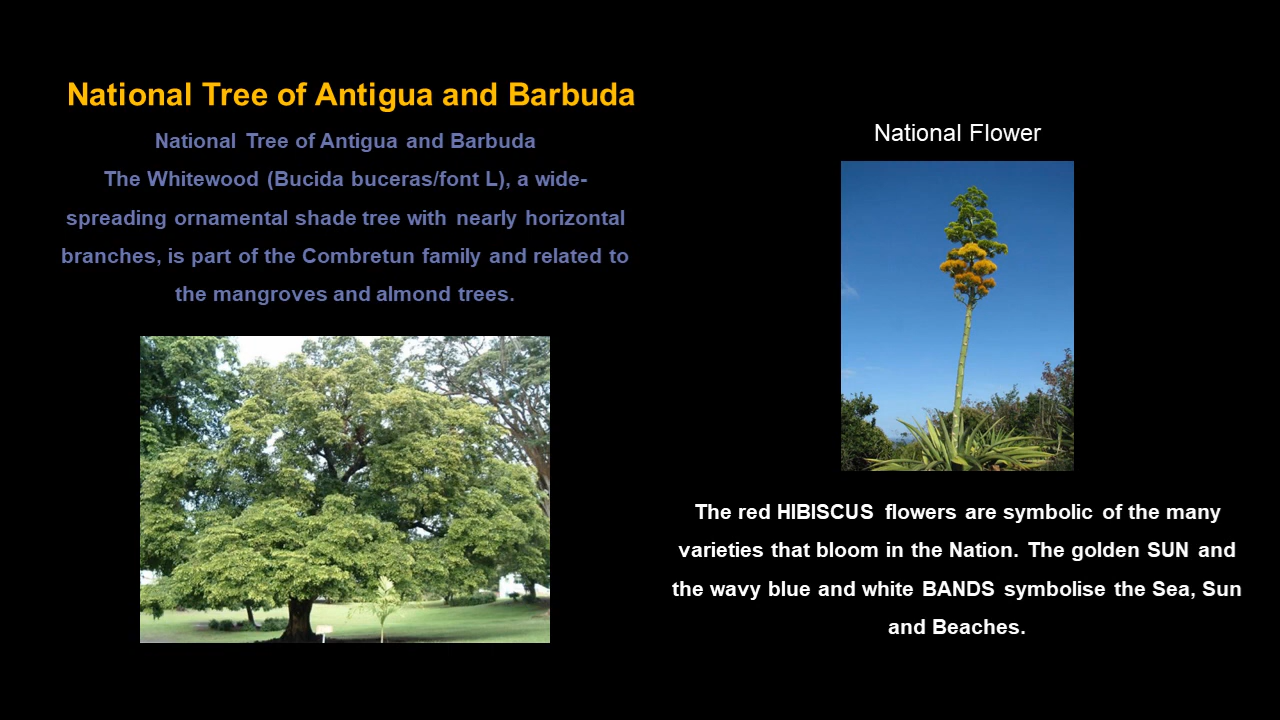 National Tree of Antigua and Barbuda
National Tree of Antigua and Barbuda
The Whitewood (Bucida buceras/font L), a wide-
spreading ornamental shade tree with nearly horizontal
branches, is part of the Combretun family and related to
the mangroves and almond trees.
National Flower
The red HIBISCUS flowers are symbolic of the many
varieties that bloom in the Nation. The golden SUN and
the wavy blue and white BANDS symbolise the Sea, Sun
and Beaches.